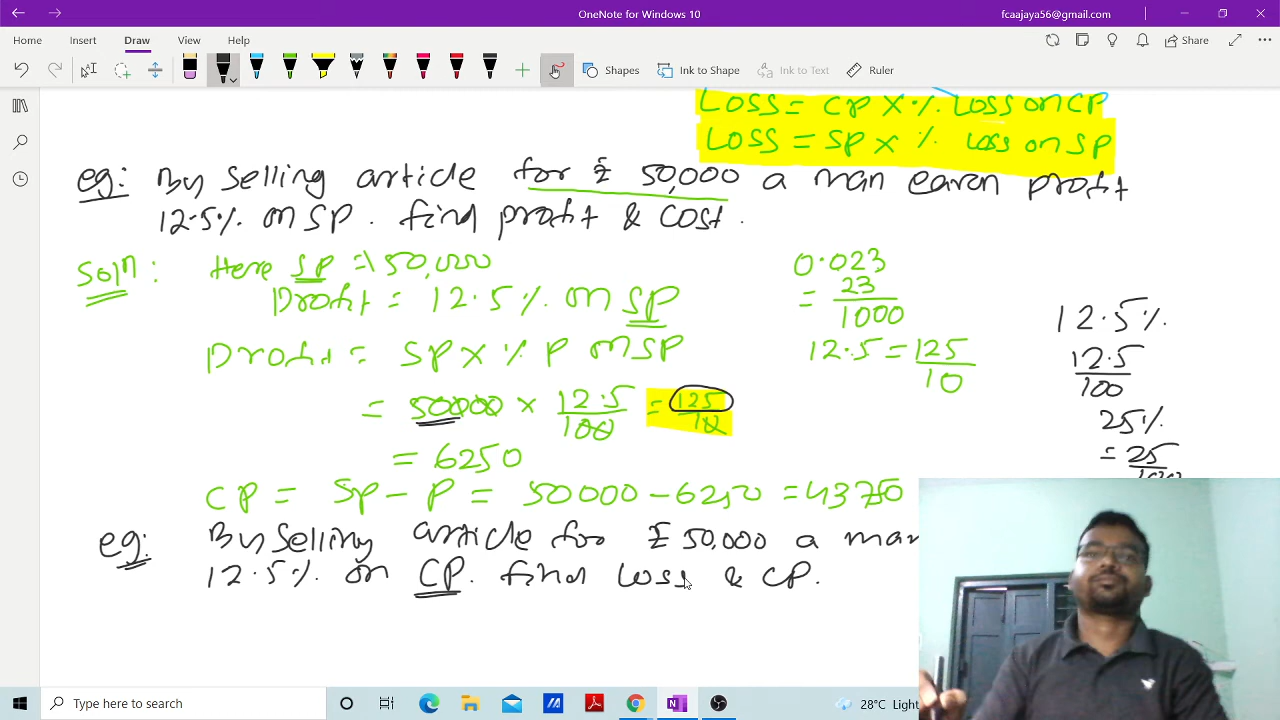 OneNote for Windows 10
fcaajaya56@gmail.com
Home Insert Draw View Help
Share
Shapes Ink to Shape Ink to Text Ruler
LOSS = CP X % LOSS on CP
LOSS = SP X % LOSS on SP
eg: By selling article for ₹ 50,000 a man earen profit
12.5% on SP. find profit & cost.
Soln: Here SP = 50,000
Profit = 12.5% on SP
Profit = SP X % P on SP
= 50000 × 12.5/100 = 125/10
= 6250
CP = SP - P = 50000 - 6250 = 43750
0.023
= 23/1000
12.5 = 125/10
12.5%
12.5/100
25%
= 25/100
eg: By selling article for ₹ 50,000 a man
12.5% on CP. find Loss & CP.
Type here to search
28°C Light